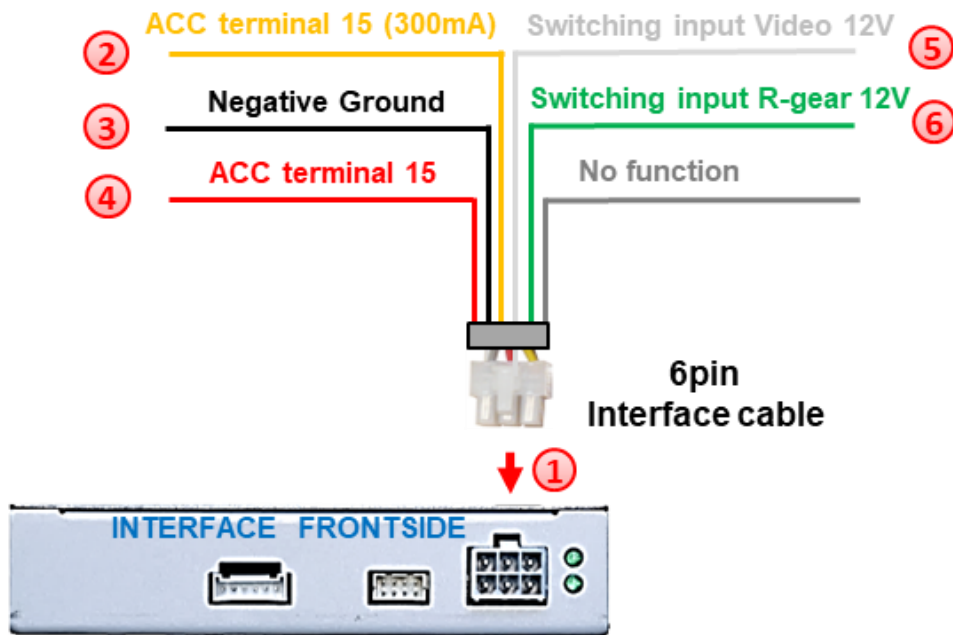 ACC terminal 15 (300mA)
Switching input Video 12V
2
5
Negative Ground
Switching input R-gear 12V
3
6
ACC terminal 15
No function
4
6pin
Interface cable
1
INTERFACE FRONTSIDE